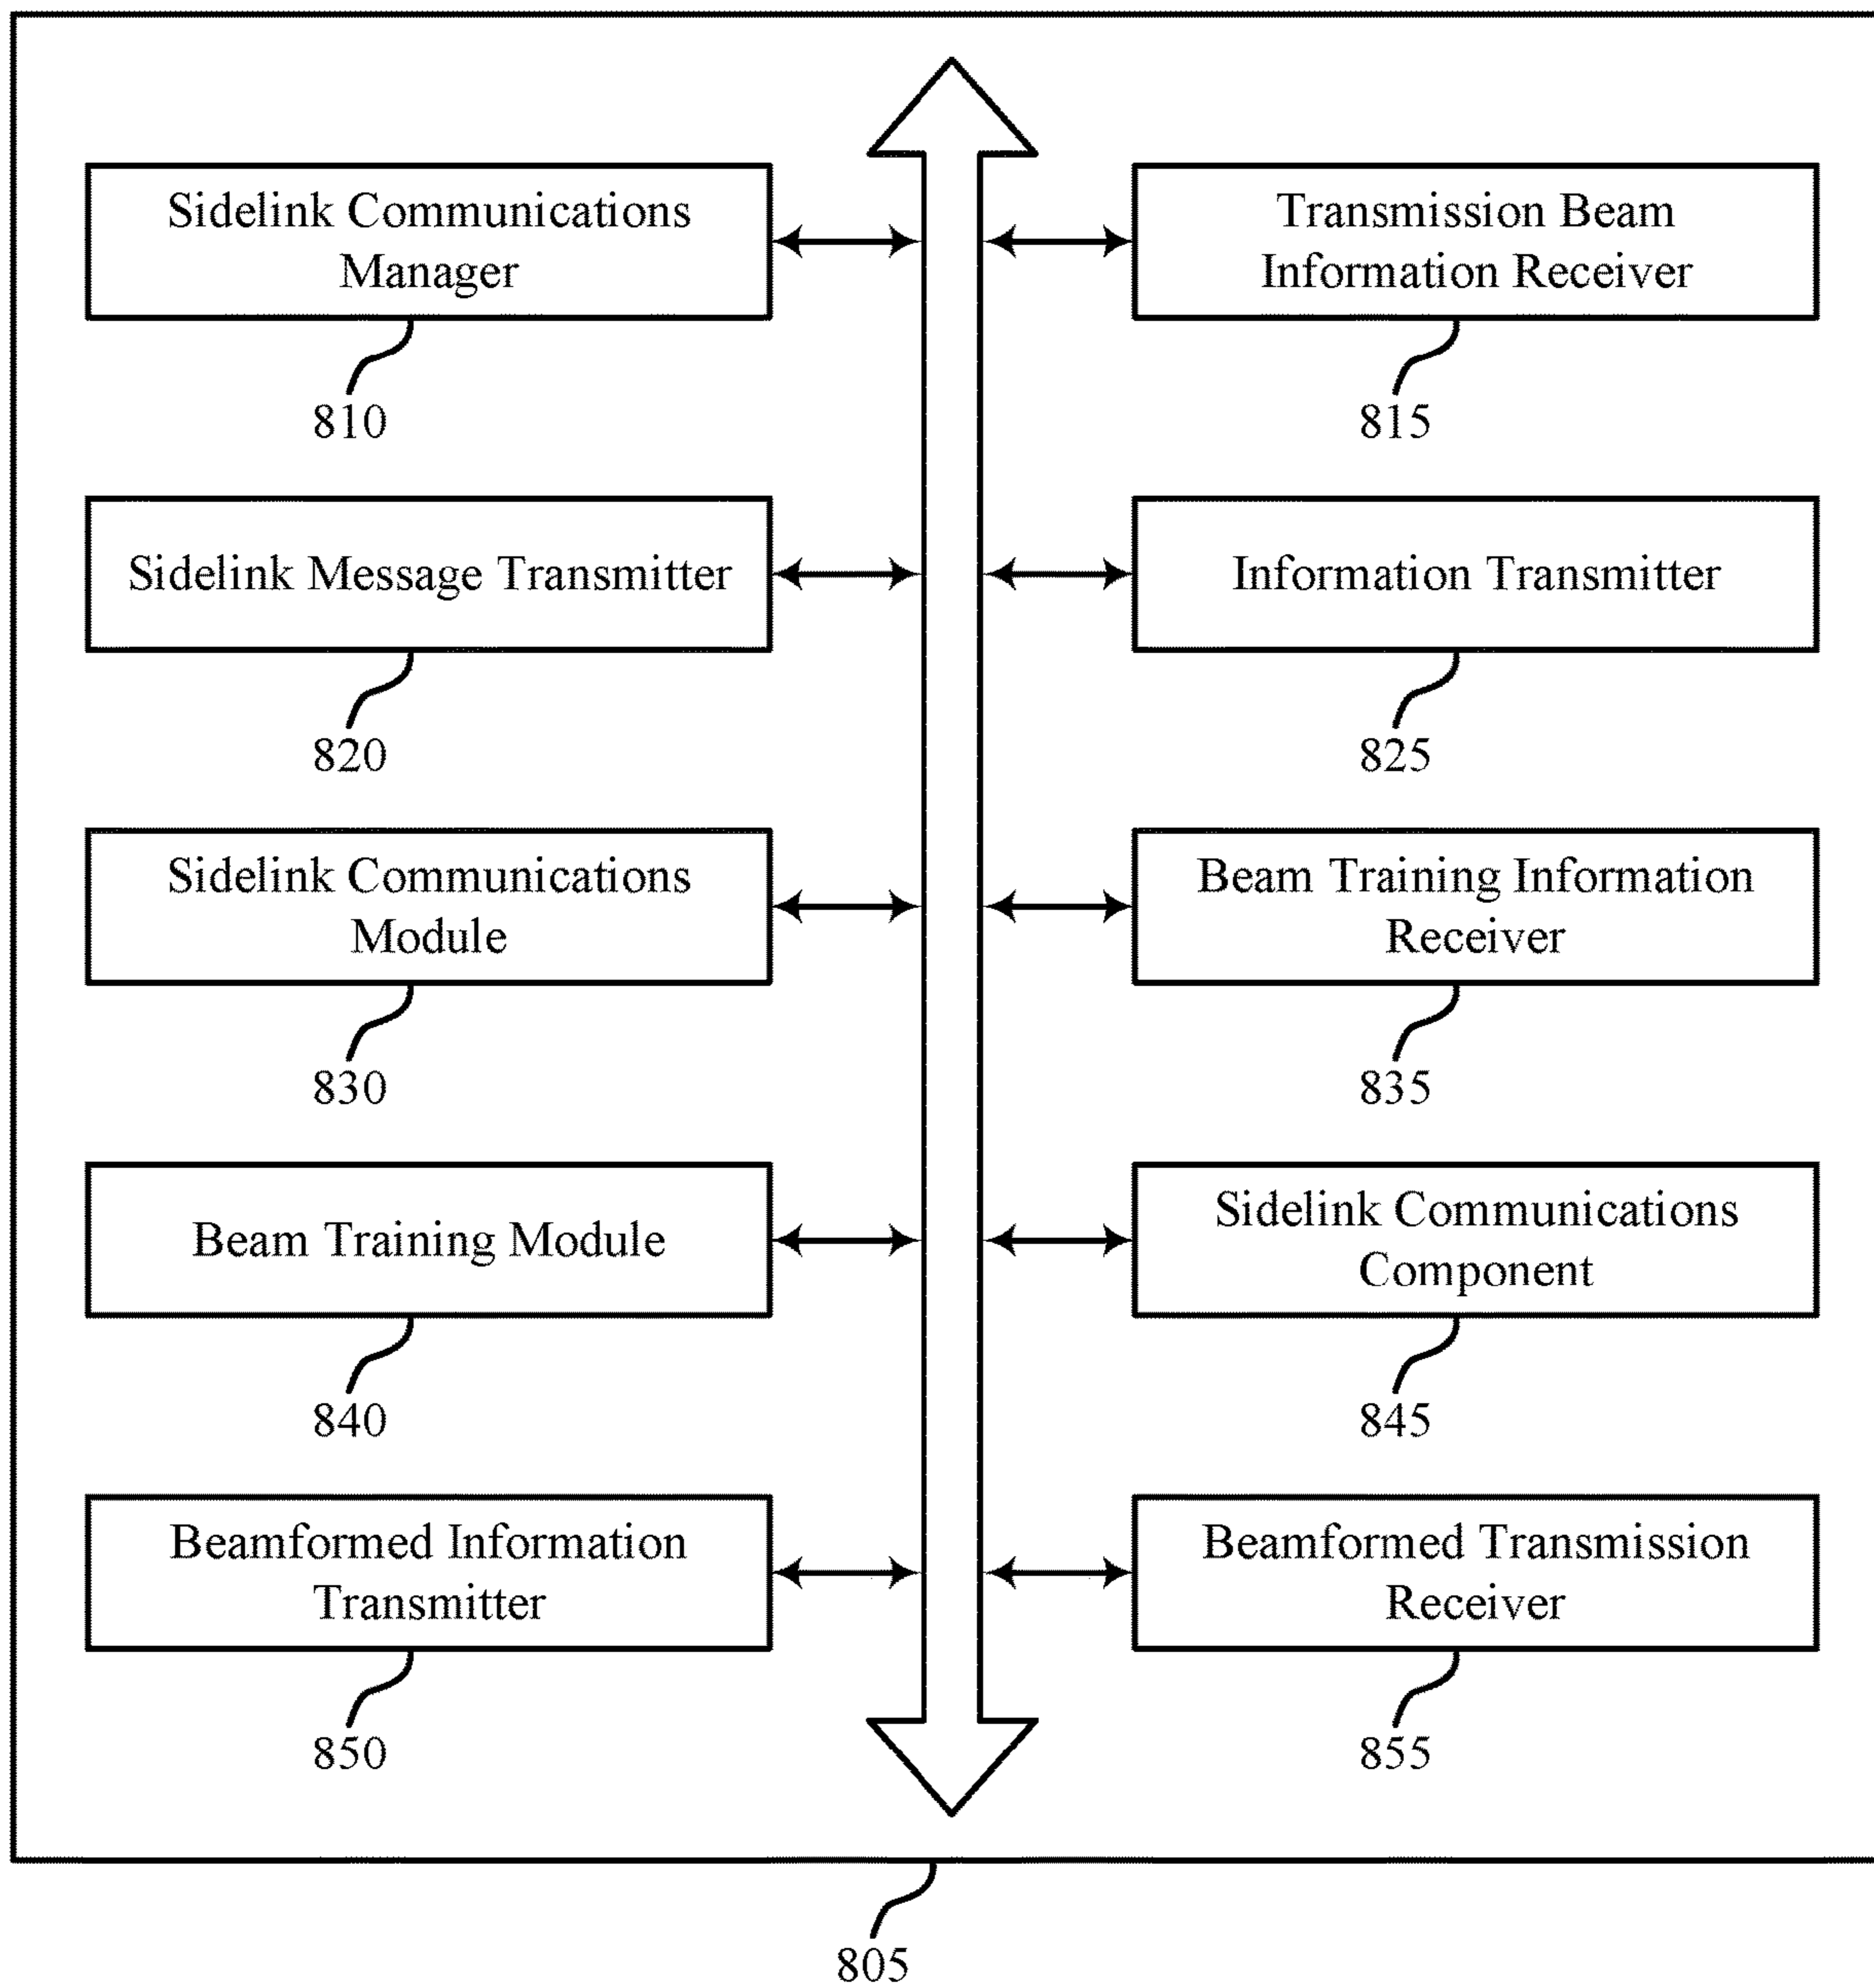 Sidelink Communications
Manager
810
Transmission Beam
Information Receiver
815
Sidelink Message Transmitter
820
Information Transmitter
825
Sidelink Communications
Module
830
Beam Training Information
Receiver
835
Beam Training Module
840
Sidelink Communications
Component
845
Beamformed Information
Transmitter
850
Beamformed Transmission
Receiver
855
805